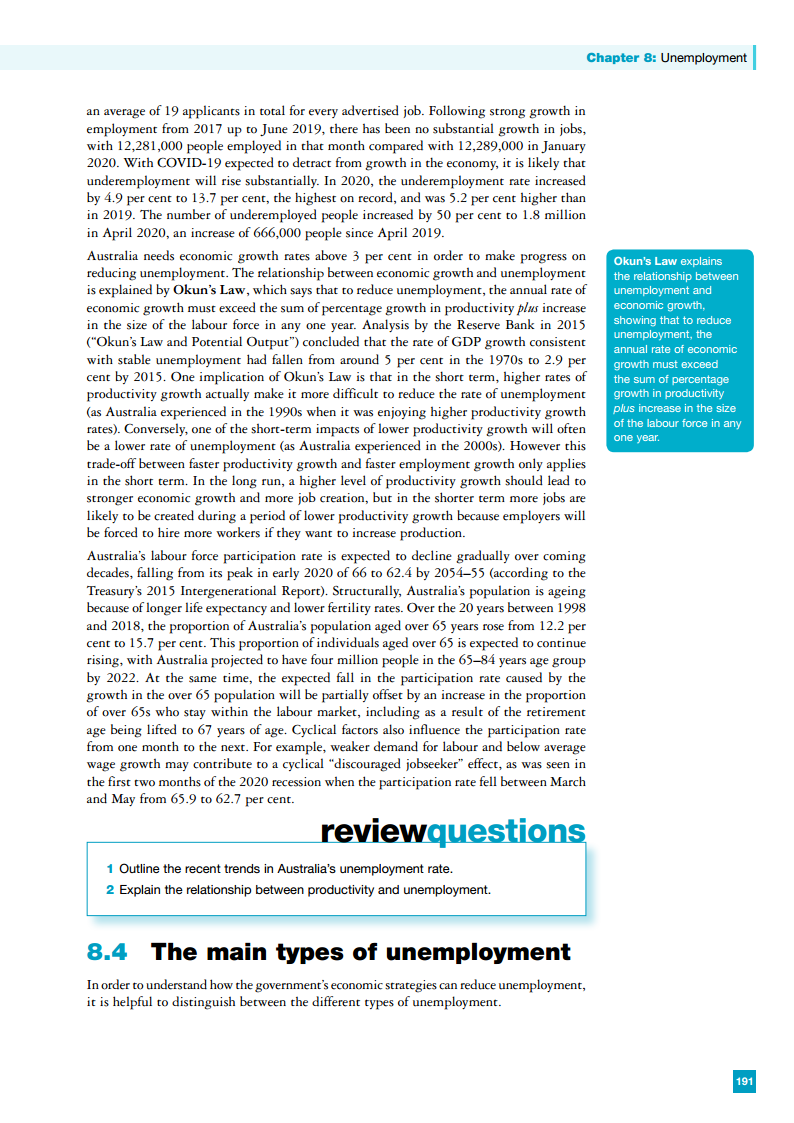 Chapter 8: Unemployment
an average of 19 applicants in total for every advertised job. Following strong growth in
employment from 2017 up to June 2019, there has been no substantial growth in jobs,
with 12,281,000 people employed in that month compared with 12,289,000 in January
2020. With COVID-19 expected to detract from growth in the economy, it is likely that
underemployment will rise substantially. In 2020, the underemployment rate increased
by 4.9 per cent to 13.7 per cent, the highest on record, and was 5.2 per cent higher than
in 2019. The number of underemployed people increased by 50 per cent to 1.8 million
in April 2020, an increase of 666,000 people since April 2019.
Australia needs economic growth rates above 3 per cent in order to make progress on
reducing unemployment. The relationship between economic growth and unemployment
is explained by Okun's Law, which says that to reduce unemployment, the annual rate of
economic growth must exceed the sum of percentage growth in productivity plus increase
in the size of the labour force in any one year. Analysis by the Reserve Bank in 2015
("Okun's Law and Potential Output") concluded that the rate of GDP growth consistent
with stable unemployment had fallen from around 5 per cent in the 1970s to 2.9 per
cent by 2015. One implication of Okun's Law is that in the short term, higher rates of
productivity growth actually make it more difficult to reduce the rate of unemployment
(as Australia experienced in the 1990s when it was enjoying higher productivity growth
rates). Conversely, one of the short-term impacts of lower productivity growth will often
be a lower rate of unemployment (as Australia experienced in the 2000s). However this
trade-off between faster productivity growth and faster employment growth only applies
in the short term. In the long run, a higher level of productivity growth should lead to
stronger economic growth and more job creation, but in the shorter term more jobs are
likely to be created during a period of lower productivity growth because employers will
be forced to hire more workers if they want to increase production.
Okun's Law explains
the relationship between
unemployment and
economic growth,
showing that to reduce
unemployment, the
annual rate of economic
growth must exceed
the sum of percentage
growth in productivity
plus increase in the size
of the labour force in any
one year.
Australia's labour force participation rate is expected to decline gradually over coming
decades, falling from its peak in early 2020 of 66 to 62.4 by 2054–55 (according to the
Treasury's 2015 Intergenerational Report). Structurally, Australia's population is ageing
because of longer life expectancy and lower fertility rates. Over the 20 years between 1998
and 2018, the proportion of Australia's population aged over 65 years rose from 12.2 per
cent to 15.7 per cent. This proportion of individuals aged over 65 is expected to continue
rising, with Australia projected to have four million people in the 65–84 years age group
by 2022. At the same time, the expected fall in the participation rate caused by the
growth in the over 65 population will be partially offset by an increase in the proportion
of over 65s who stay within the labour market, including as a result of the retirement
age being lifted to 67 years of age. Cyclical factors also influence the participation rate
from one month to the next. For example, weaker demand for labour and below average
wage growth may contribute to a cyclical "discouraged jobseeker" effect, as was seen in
the first two months of the 2020 recession when the participation rate fell between March
and May from 65.9 to 62.7 per cent.
reviewquestions
1 Outline the recent trends in Australia's unemployment rate.
2 Explain the relationship between productivity and unemployment.
8.4 The main types of unemployment
In order to understand how the government's economic strategies can reduce unemployment,
it is helpful to distinguish between the different types of unemployment.
191